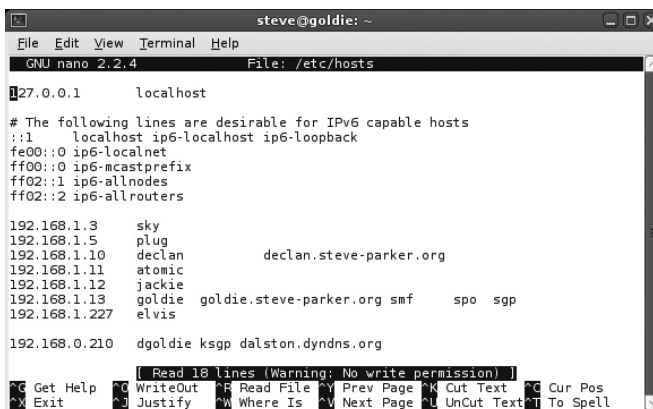 steve@goldie: ~
File Edit View Terminal Help
GNU nano 2.2.4 File: /etc/hosts
127.0.0.1 localhost
# The following lines are desirable for IPv6 capable hosts
::1 localhost ip6-localhost ip6-loopback
fe00::0 ip6-localnet
ff00::0 ip6-mcastprefix
ff02::1 ip6-allnodes
ff02::2 ip6-allrouters
192.168.1.3 sky
192.168.1.5 plug
192.168.1.10 declan declan.steve-parker.org
192.168.1.11 atomic
192.168.1.12 jackie
192.168.1.13 goldie goldie.steve-parker.org smf spo sgp
192.168.1.227 elvis
192.168.0.210 dgoldie ksgp dalston.dyndns.org
[ Read 18 lines (Warning: No write permission) ]
^G Get Help ^O WriteOut ^R Read File ^Y Prev Page ^K Cut Text ^C Cur Pos
^X Exit ^J Justify ^W Where Is ^V Next Page ^U UnCut Text ^T To Spell